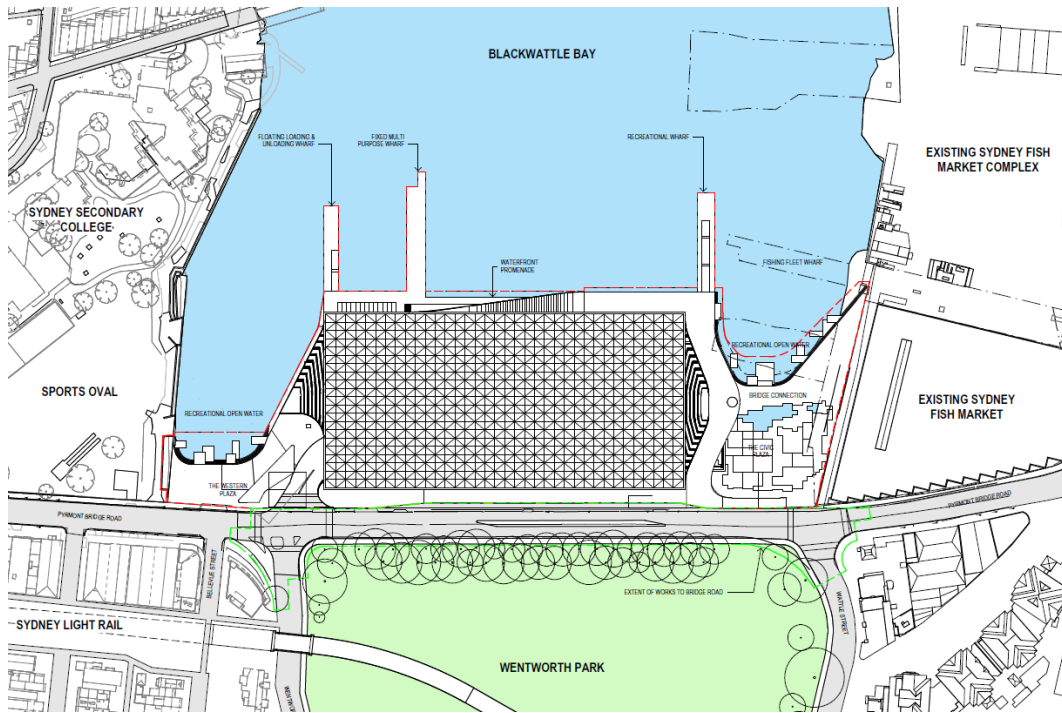 BLACKWATTLE BAY
FLOATING LOADING &
UNLOADING WHARF
FIXED MULTI
PURPOSE WHARF
RECREATIONAL WHARF
EXISTING SYDNEY FISH
MARKET COMPLEX
SYDNEY SECONDARY
COLLEGE
WATERFRONT
PROMENADE
FISHING FLEET WHARF
RECREATIONAL OPEN WATER
SPORTS OVAL
EXISTING SYDNEY
FISH MARKET
BRIDGE CONNECTION
RECREATIONAL OPEN WATER
THE CIVIC
PLAZA
THE WESTERN
PLAZA
PYRMONT BRIDGE ROAD
PYRMONT BRIDGE ROAD
BELLEVUE STREET
EXTENT OF WORKS TO BRIDGE ROAD
WATTLE STREET
SYDNEY LIGHT RAIL
WENTWORTH PARK